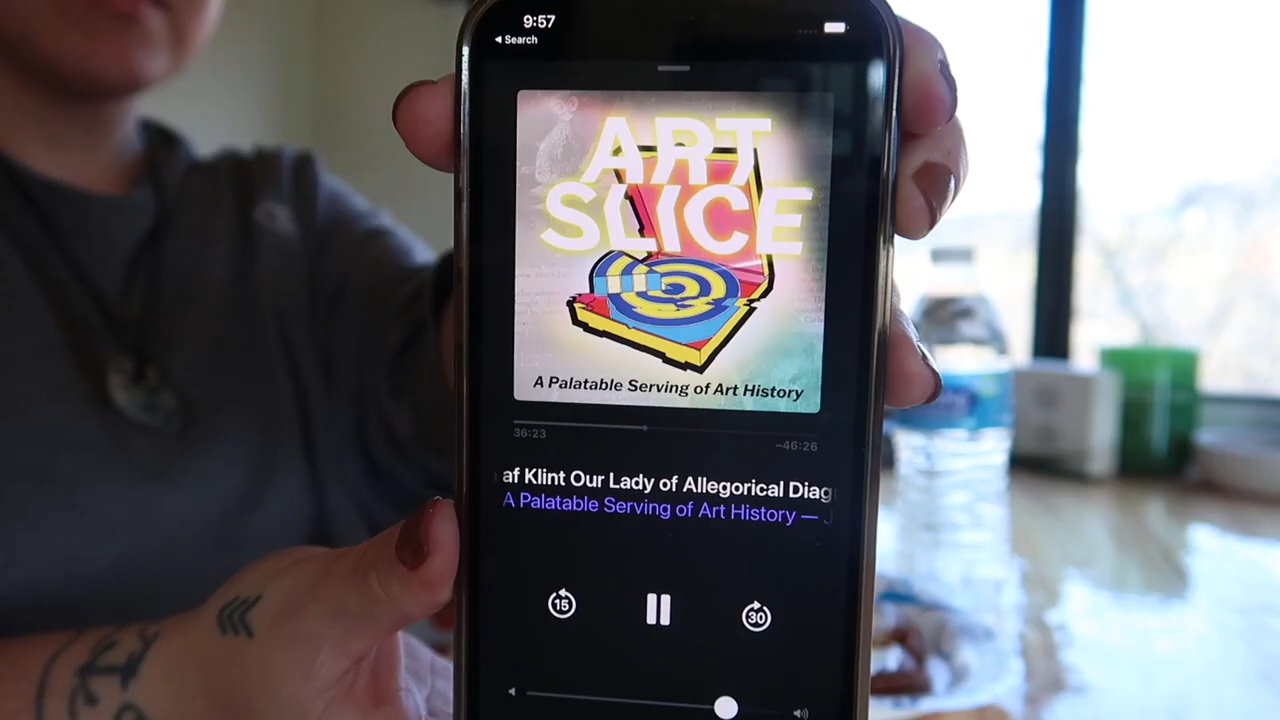 9:57
Search
ART
SLICE
A Palatable Serving of Art History
36:23
-46:26
af Klint Our Lady of Allegorical Diag
A Palatable Serving of Art History —
15
30